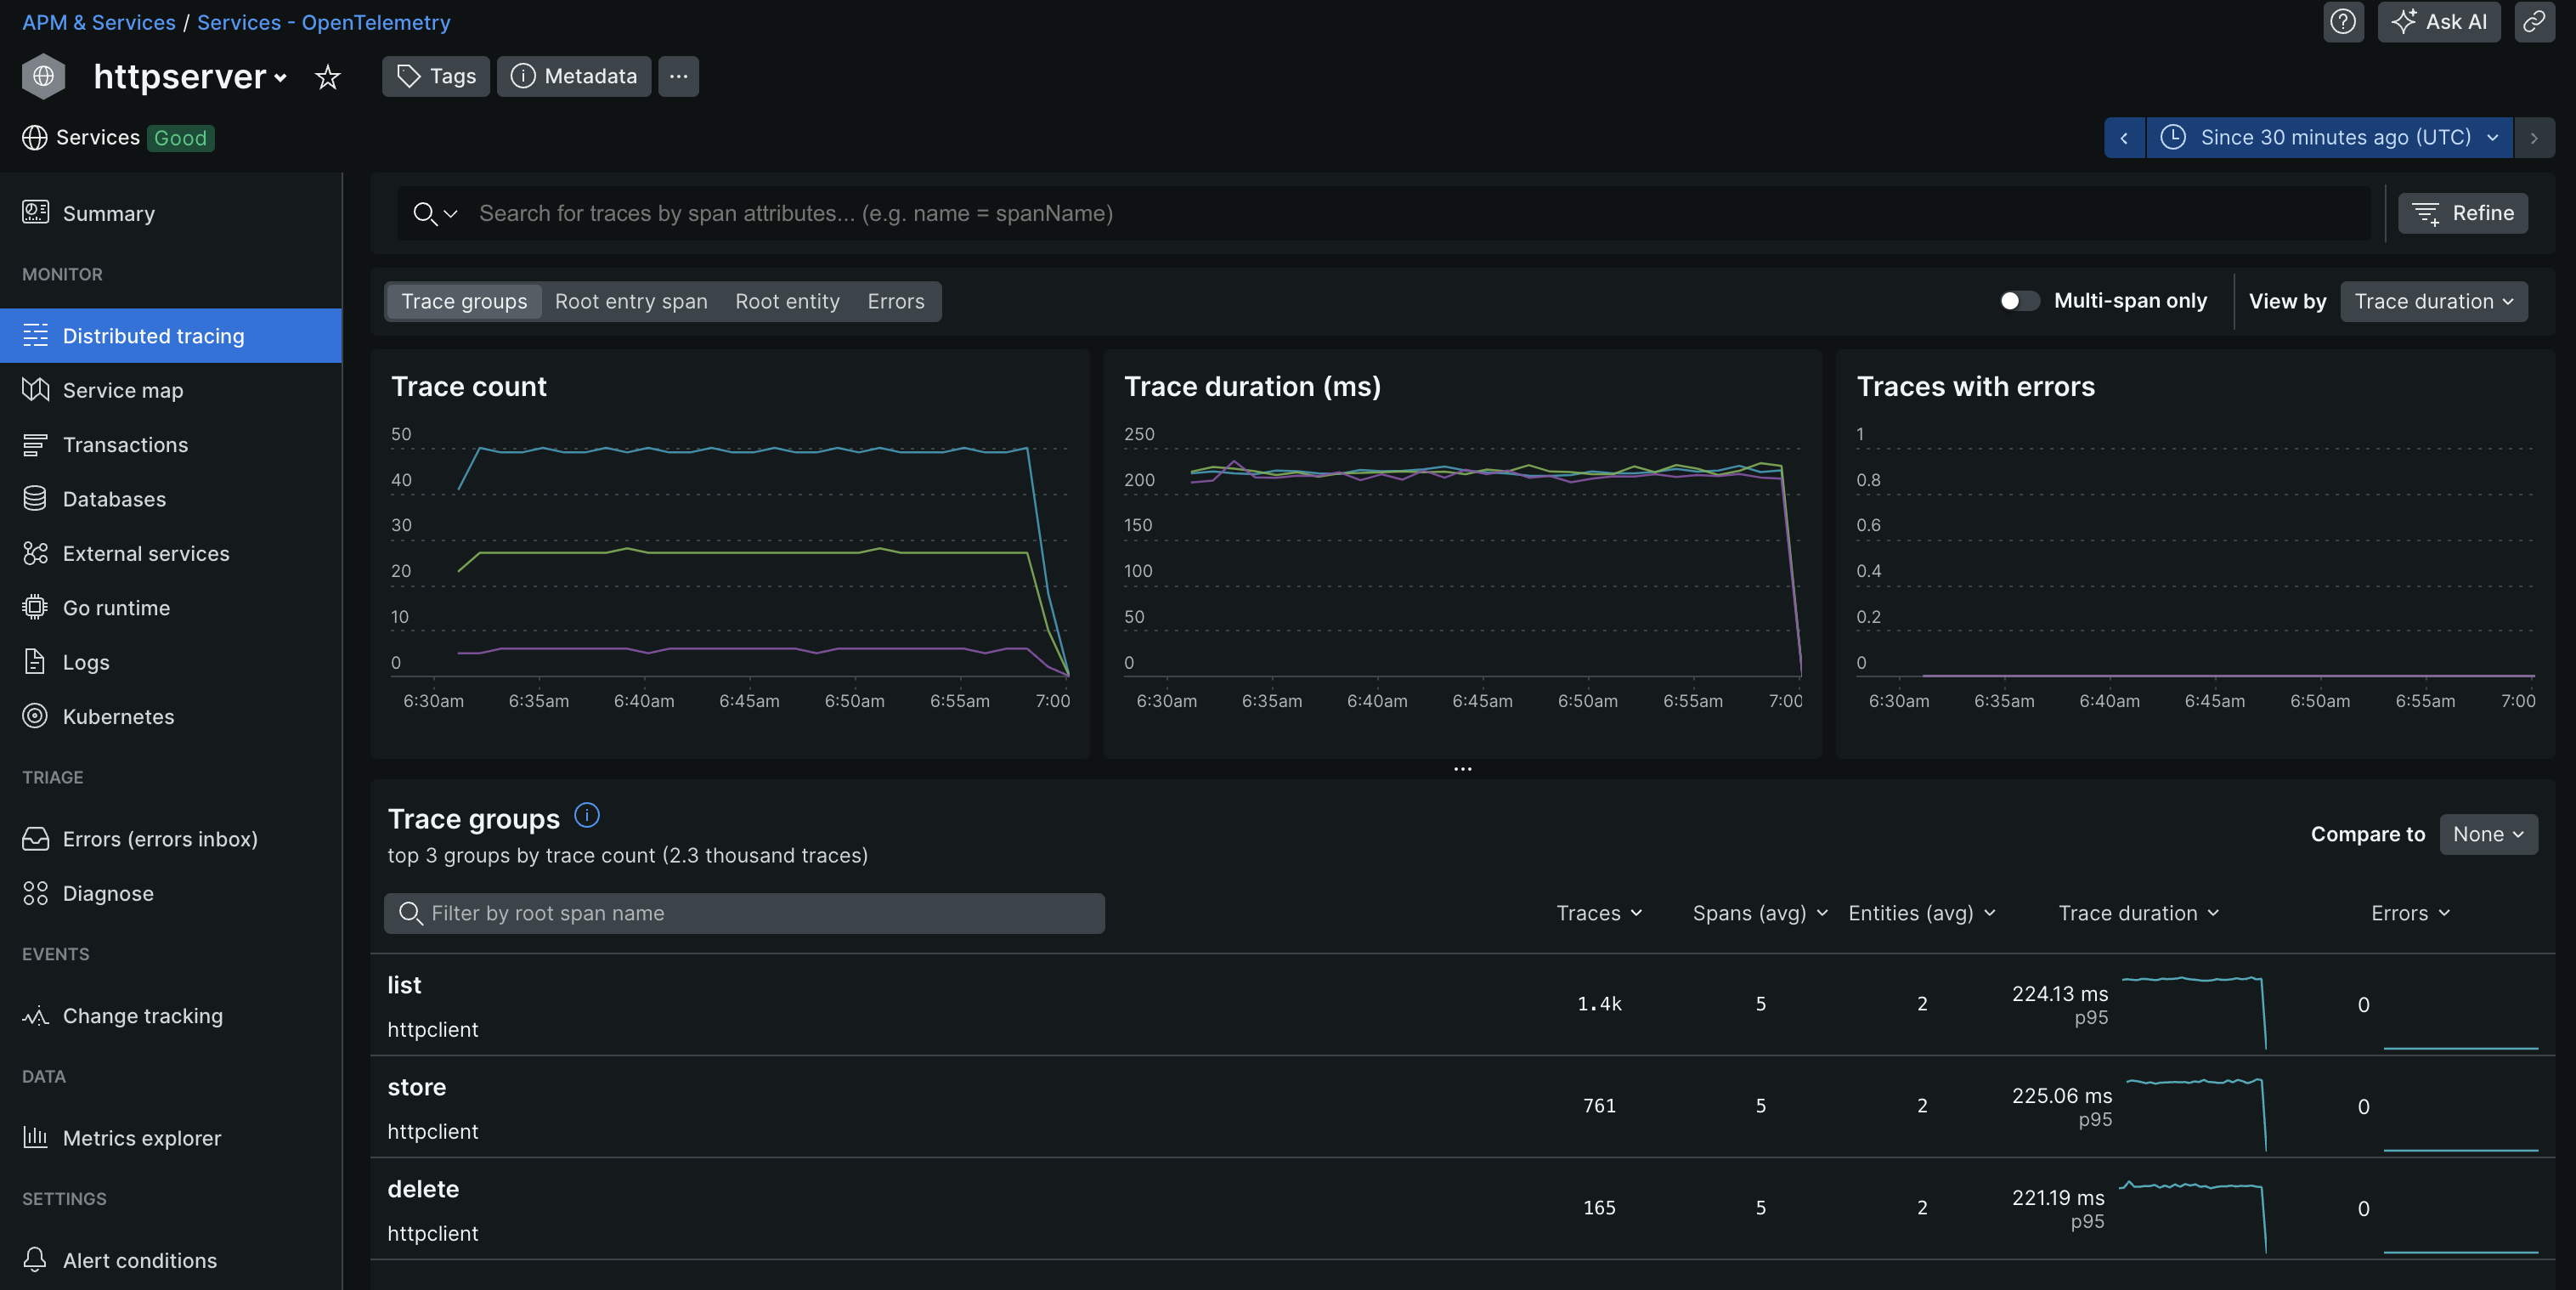 APM & Services / Services - OpenTelemetry
Ask AI
httpserver
Tags
Metadata
...
Services Good
Since 30 minutes ago (UTC)
Summary
MONITOR
Distributed tracing
Service map
Transactions
Databases
External services
Go runtime
Logs
Kubernetes
TRIAGE
Errors (errors inbox)
Diagnose
EVENTS
Change tracking
DATA
Metrics explorer
SETTINGS
Alert conditions
Search for traces by span attributes... (e.g. name = spanName)
Refine
Trace groups Root entry span Root entity Errors
Multi-span only
View by Trace duration
Trace count
50
40
30
20
10
0
6:30am 6:35am 6:40am 6:45am 6:50am 6:55am 7:00
Trace duration (ms)
250
200
150
100
50
0
6:30am 6:35am 6:40am 6:45am 6:50am 6:55am 7:00
Traces with errors
1
0.8
0.6
0.4
0.2
0
6:30am 6:35am 6:40am 6:45am 6:50am 6:55am 7:00
...
Trace groups
top 3 groups by trace count (2.3 thousand traces)
Compare to None
Filter by root span name
Traces Spans (avg) Entities (avg) Trace duration Errors
list
httpclient
1.4k 5 2 224.13 ms 0
p95
store
httpclient
761 5 2 225.06 ms 0
p95
delete
httpclient
165 5 2 221.19 ms 0
p95